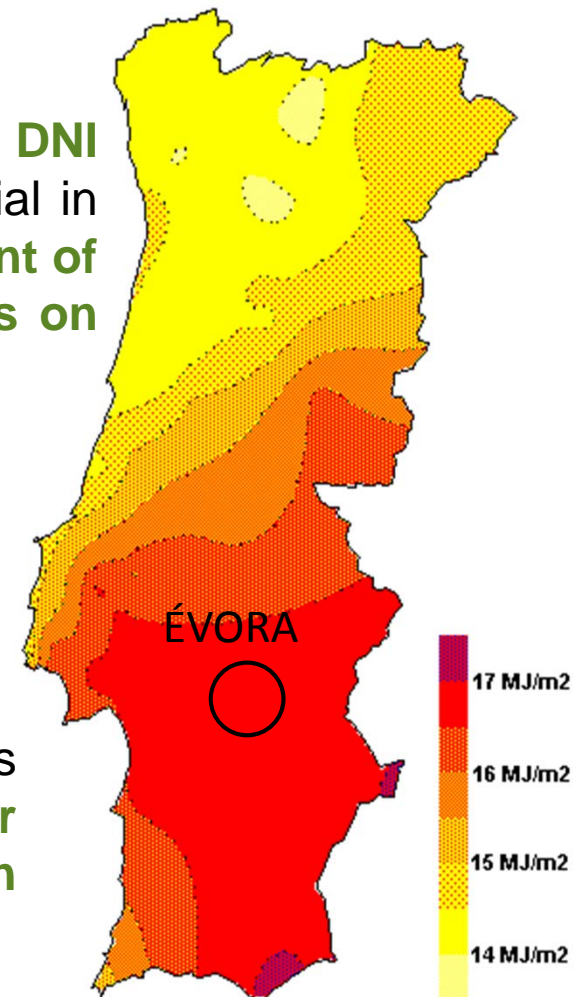 DNI
ial in
nt of
s on
ÉVORA
s
r
n
17 MJ/m2
16 MJ/m2
15 MJ/m2
14 MJ/m2